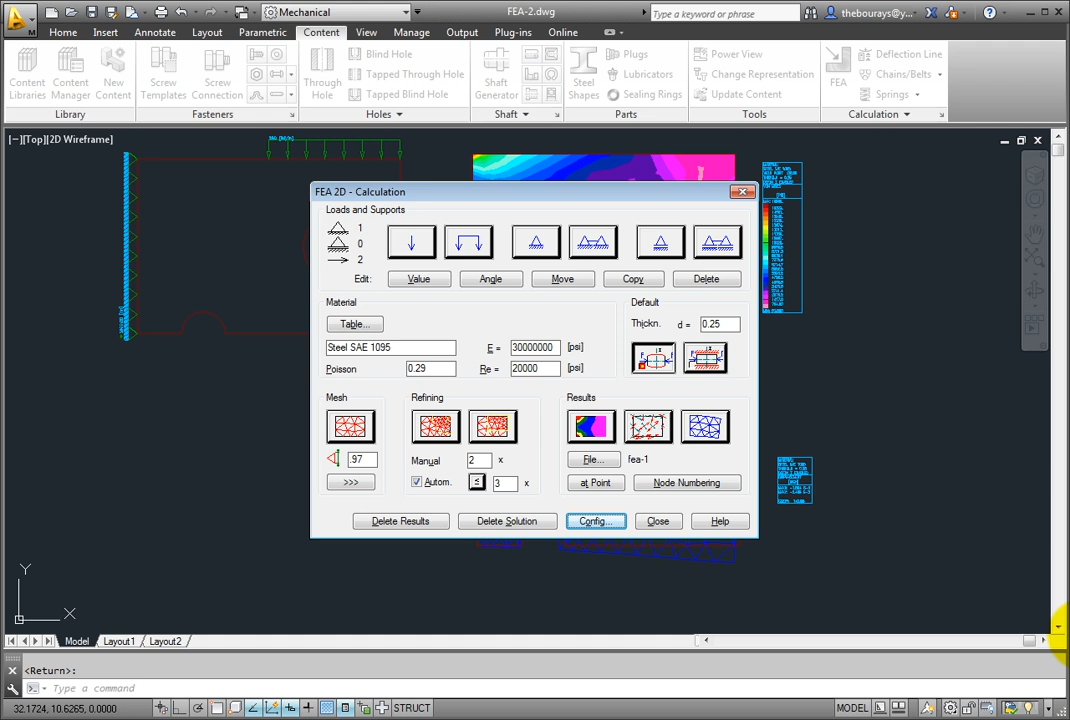 Mechanical
FEA-2.dwg
Type a keyword or phrase
thebourays@y...
M
Home Insert Annotate Layout Parametric Content View Manage Output Plug-ins Online
Content Libraries
Content Manager
New Content
Library
Screw Templates
Screw Connection
Fasteners
Through Hole
Blind Hole
Tapped Through Hole
Tapped Blind Hole
Holes
Shaft Generator
Shaft
Steel Shapes
Plugs
Lubricators
Sealing Rings
Parts
Power View
Change Representation
Update Content
Tools
FEA
Deflection Line
Chains/Belts
Springs
Calculation
[−][Top][2D Wireframe]
FEA 2D - Calculation
Loads and Supports
1
0
2
Edit: Value Angle Move Copy Delete
Material
Table...
Steel SAE 1095
E = 30000000 [psi]
Poisson 0.29 Re = 20000 [psi]
Default
Thickn. d = 0.25
Mesh
.97
>>>
Refining
Manual 2 x
Autom. ≤ 3 x
Results
File... fea-1
at Point Node Numbering
Delete Results Delete Solution Config... Close Help
Y
X
Model Layout1 Layout2
<Return>:
Type a command
32.1724, 10.6265, 0.0000
STRUCT
MODEL